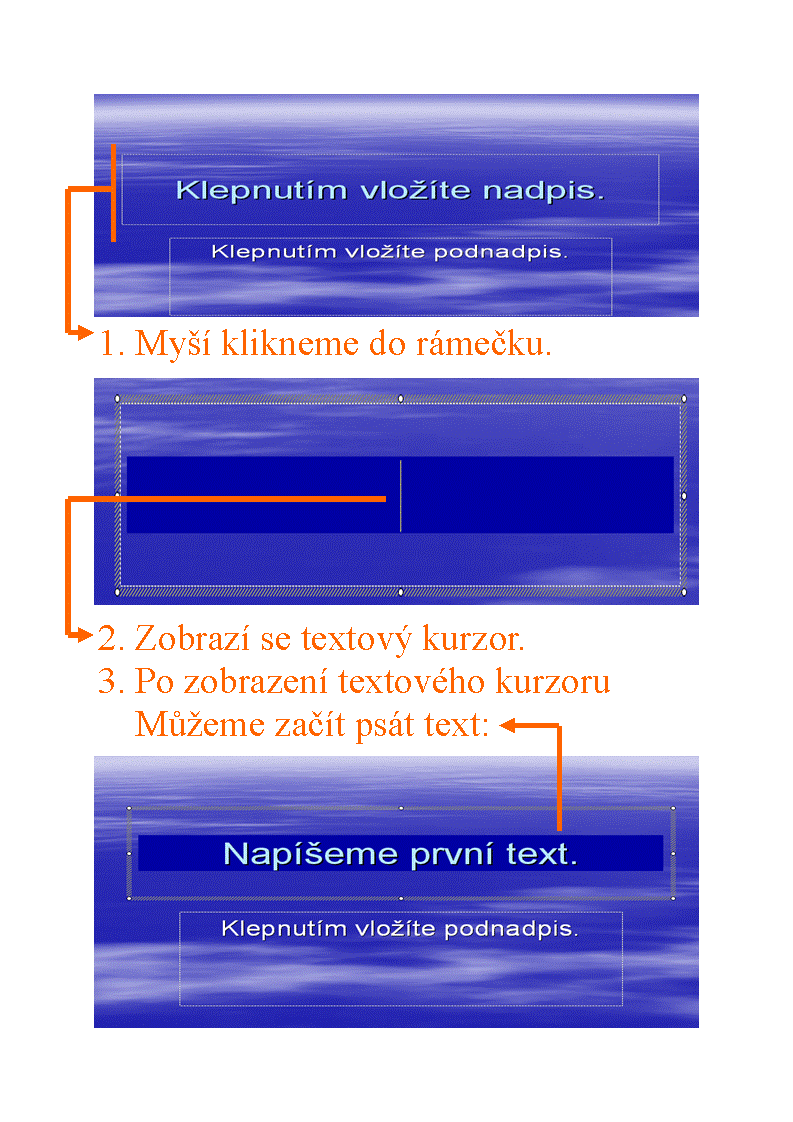 Klepnutím vložíte nadpis.
Klepnutím vložíte podnadpis.
1. Myší klikneme do rámečku.
2. Zobrazí se textový kurzor.
3. Po zobrazení textového kurzoru
Můžeme začít psát text:
Napíšeme první text.
Klepnutím vložíte podnadpis.